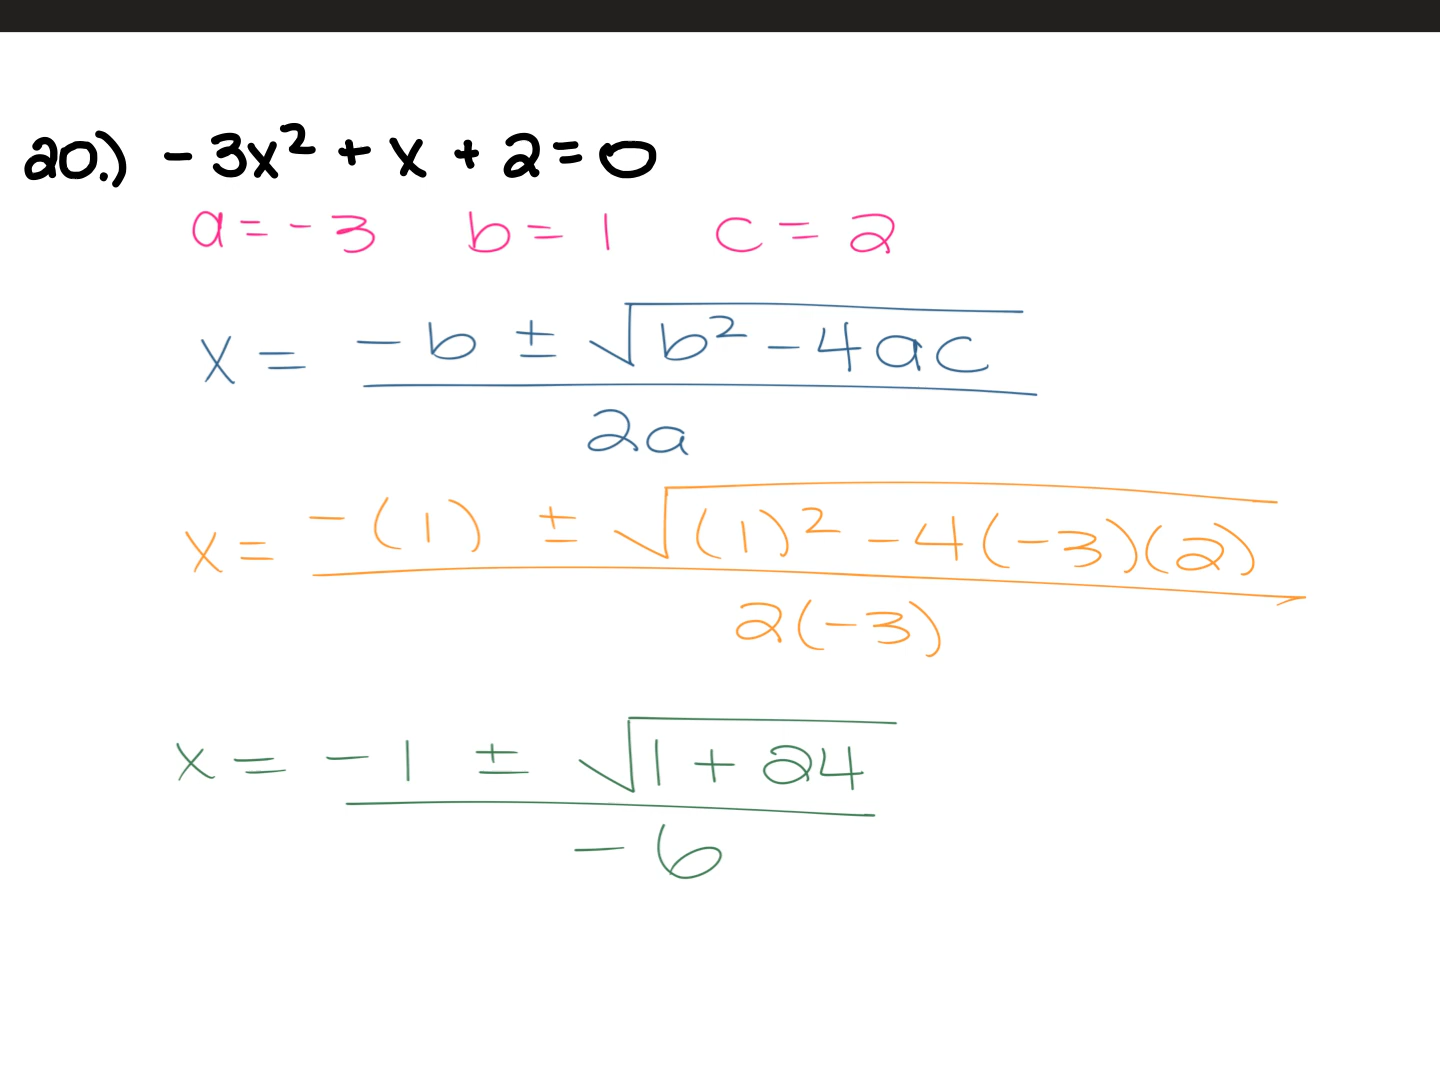 20.) -3x² + x + 2 = 0
a = -3 b = 1 c = 2
x = (-b ± √(b² - 4ac)) / 2a
x = (-(1) ± √((1)² - 4(-3)(2))) / 2(-3)
x = (-1 ± √(1 + 24)) / -6